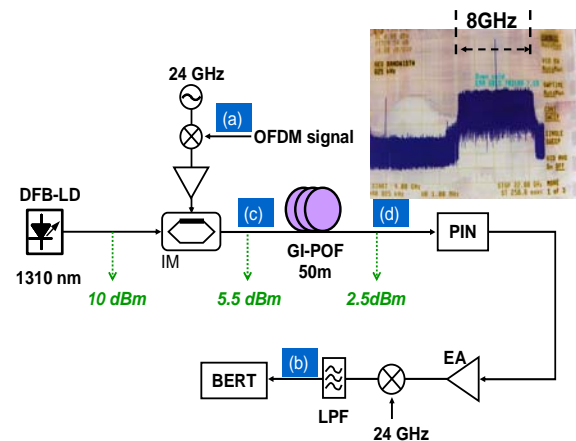 8GHz
24 GHz
(a)
OFDM signal
DFB-LD
1310 nm
IM
(c)
GI-POF
50m
(d)
PIN
10 dBm
5.5 dBm
2.5dBm
BERT
(b)
LPF
EA
24 GHz